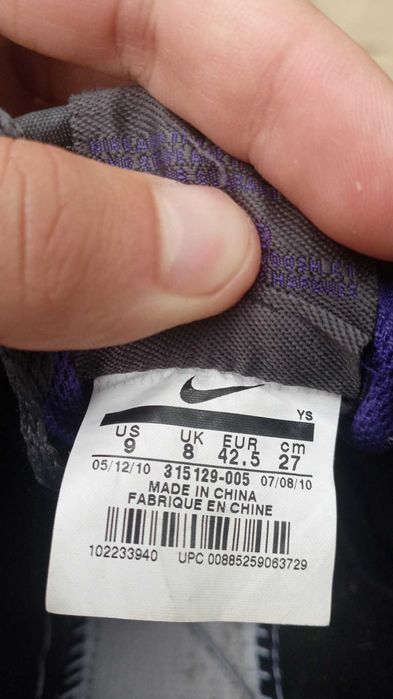 YS
US UK EUR cm
9 8 42.5 27
05/12/10 315129-005 07/08/10
MADE IN CHINA
FABRIQUE EN CHINE
102233940 UPC 00885259063729